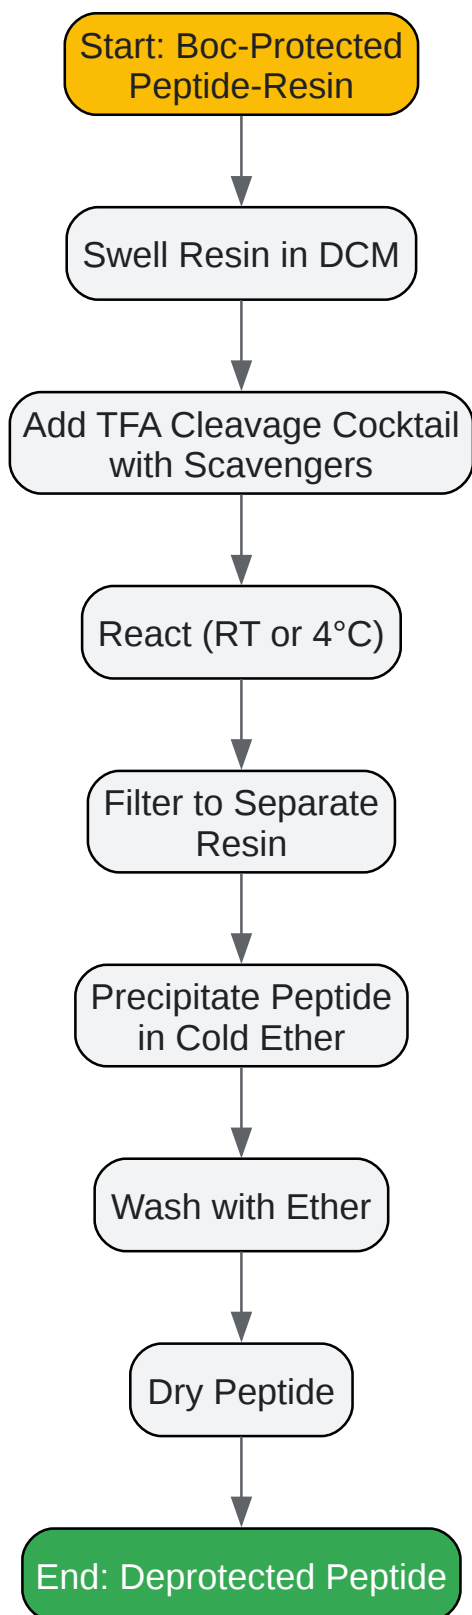 Start: Boc-Protected
Peptide-Resin
Swell Resin in DCM
Add TFA Cleavage Cocktail
with Scavengers
React (RT or 4°C)
Filter to Separate
Resin
Precipitate Peptide
in Cold Ether
Wash with Ether
Dry Peptide
End: Deprotected Peptide